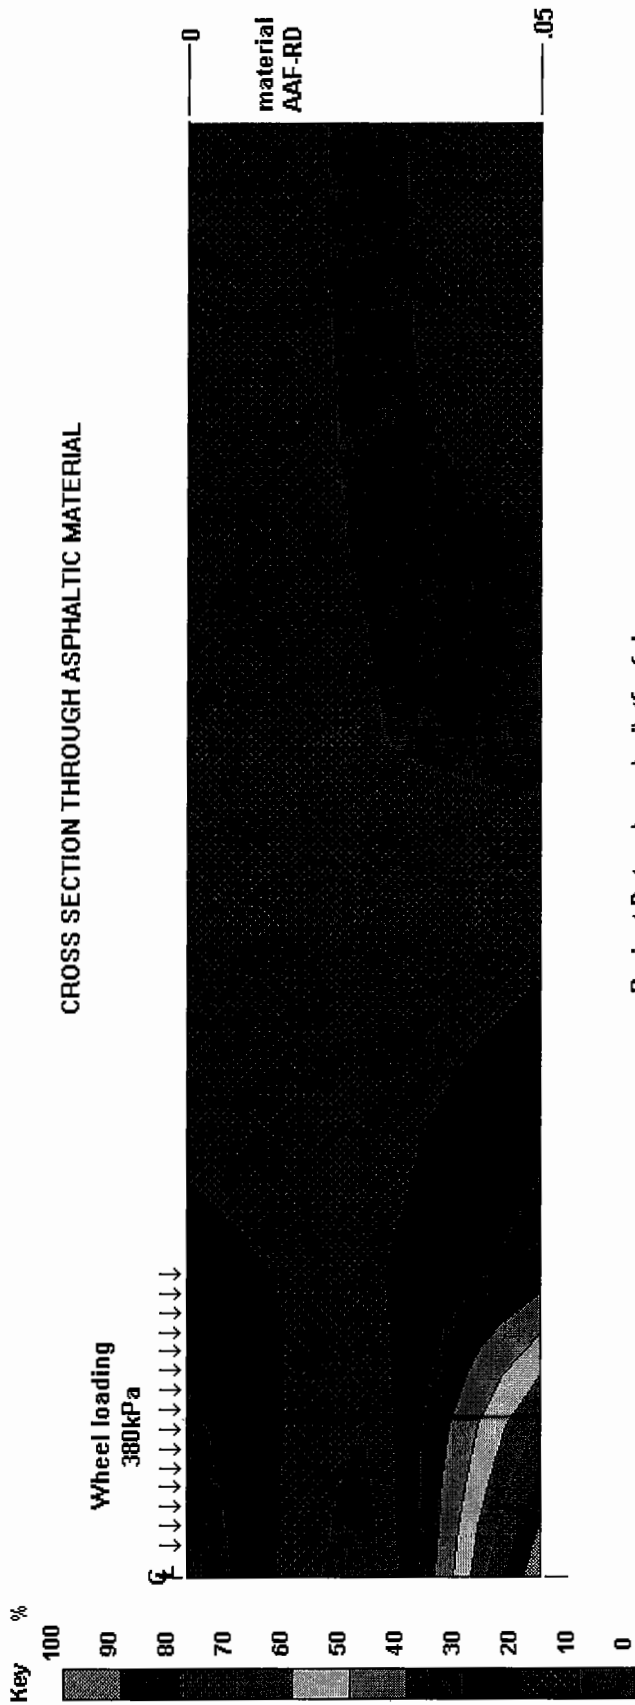 CROSS SECTION THROUGH ASPHALTIC MATERIAL
Wheel loading
380kPa
℄
0
material
AAF-RD
.05
Key %
100
90
80
70
60
50
40
30
20
10
0